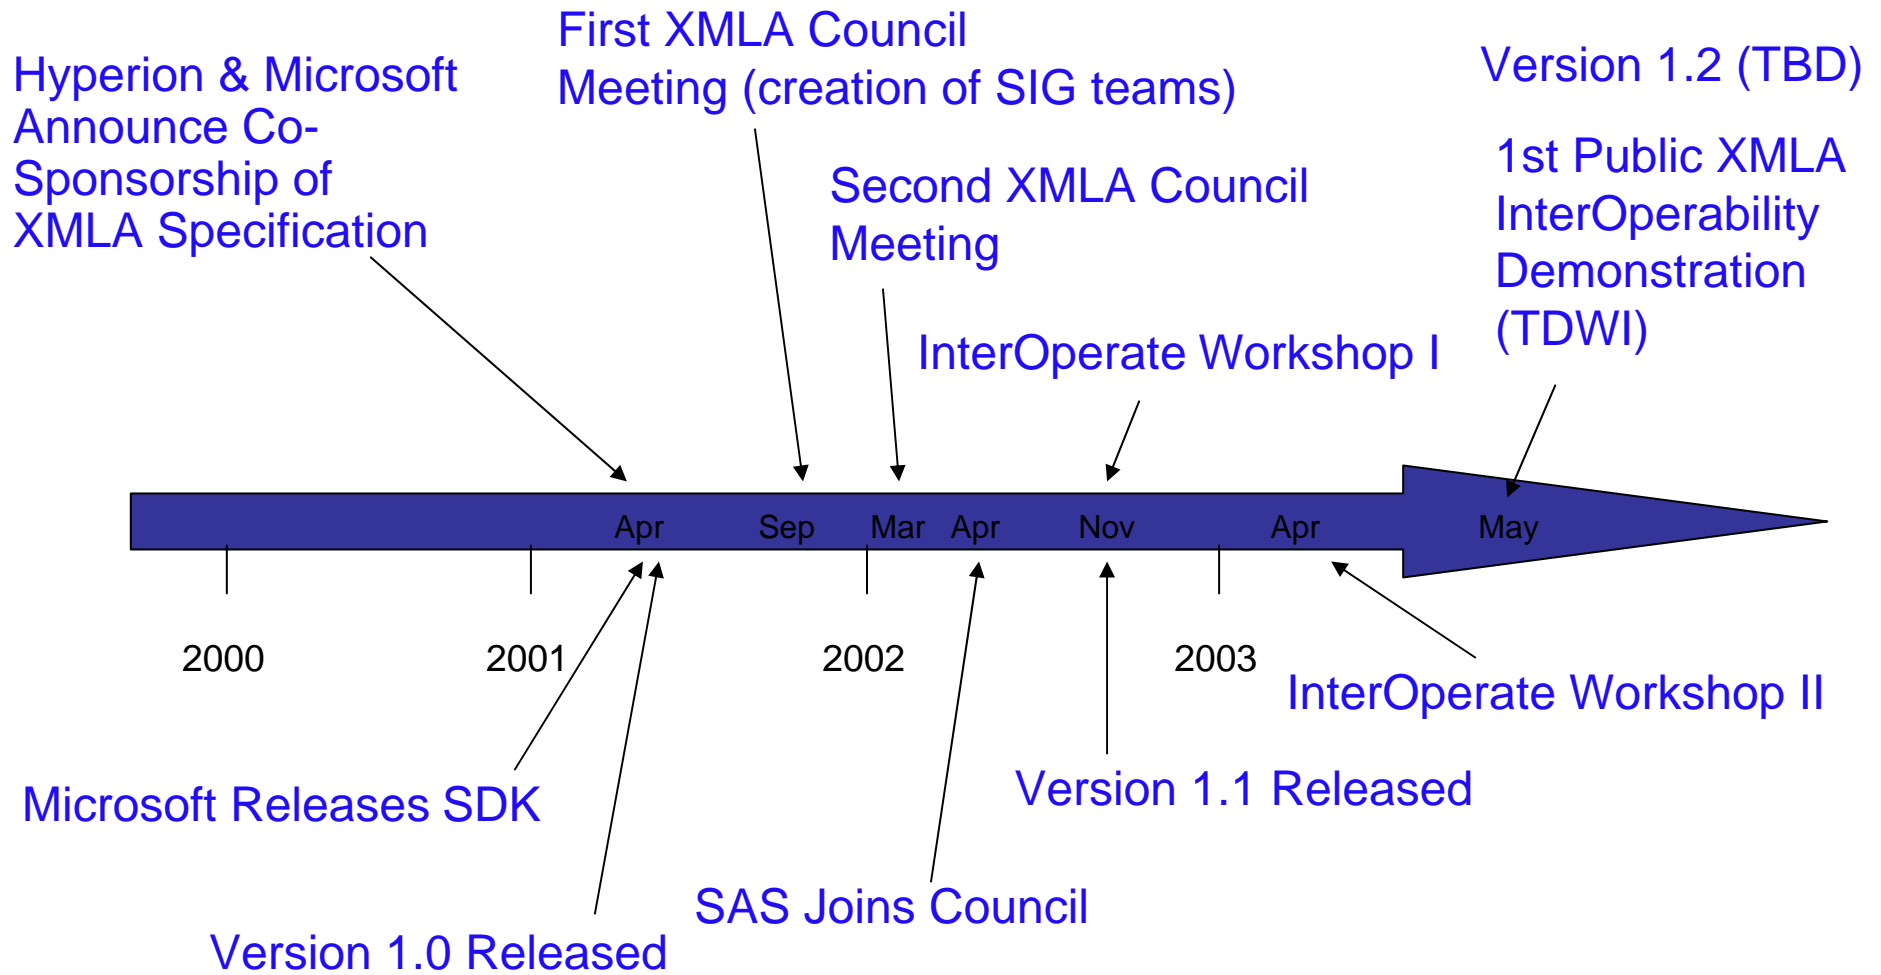 First XMLA Council
Meeting (creation of SIG teams)
Hyperion & Microsoft
Announce Co-
Sponsorship of
XMLA Specification
Version 1.2 (TBD)
Second XMLA Council
Meeting
1st Public XMLA
InterOperability
Demonstration
(TDWI)
InterOperate Workshop I
Apr Sep Mar Apr Nov Apr May
2000 2001 2002 2003
InterOperate Workshop II
Microsoft Releases SDK
Version 1.1 Released
SAS Joins Council
Version 1.0 Released